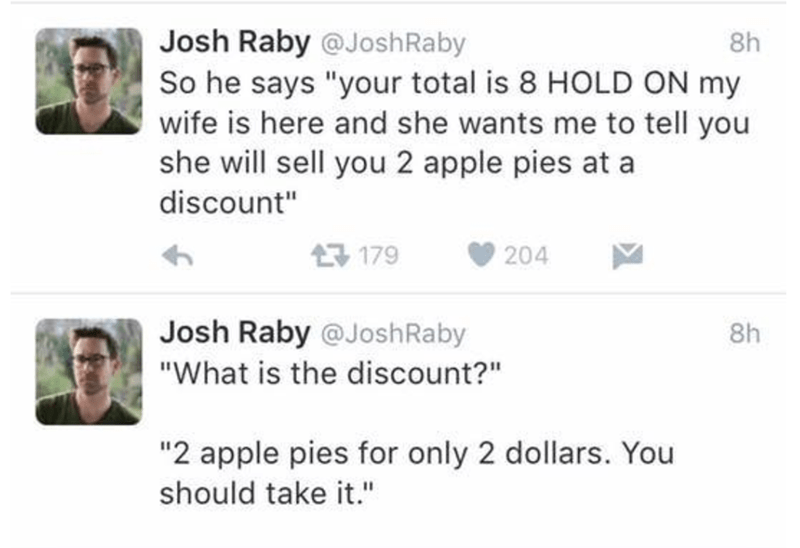 Josh Raby @JoshRaby 8h
So he says "your total is 8 HOLD ON my
wife is here and she wants me to tell you
she will sell you 2 apple pies at a
discount"
179 204
Josh Raby @JoshRaby 8h
"What is the discount?"
"2 apple pies for only 2 dollars. You
should take it."